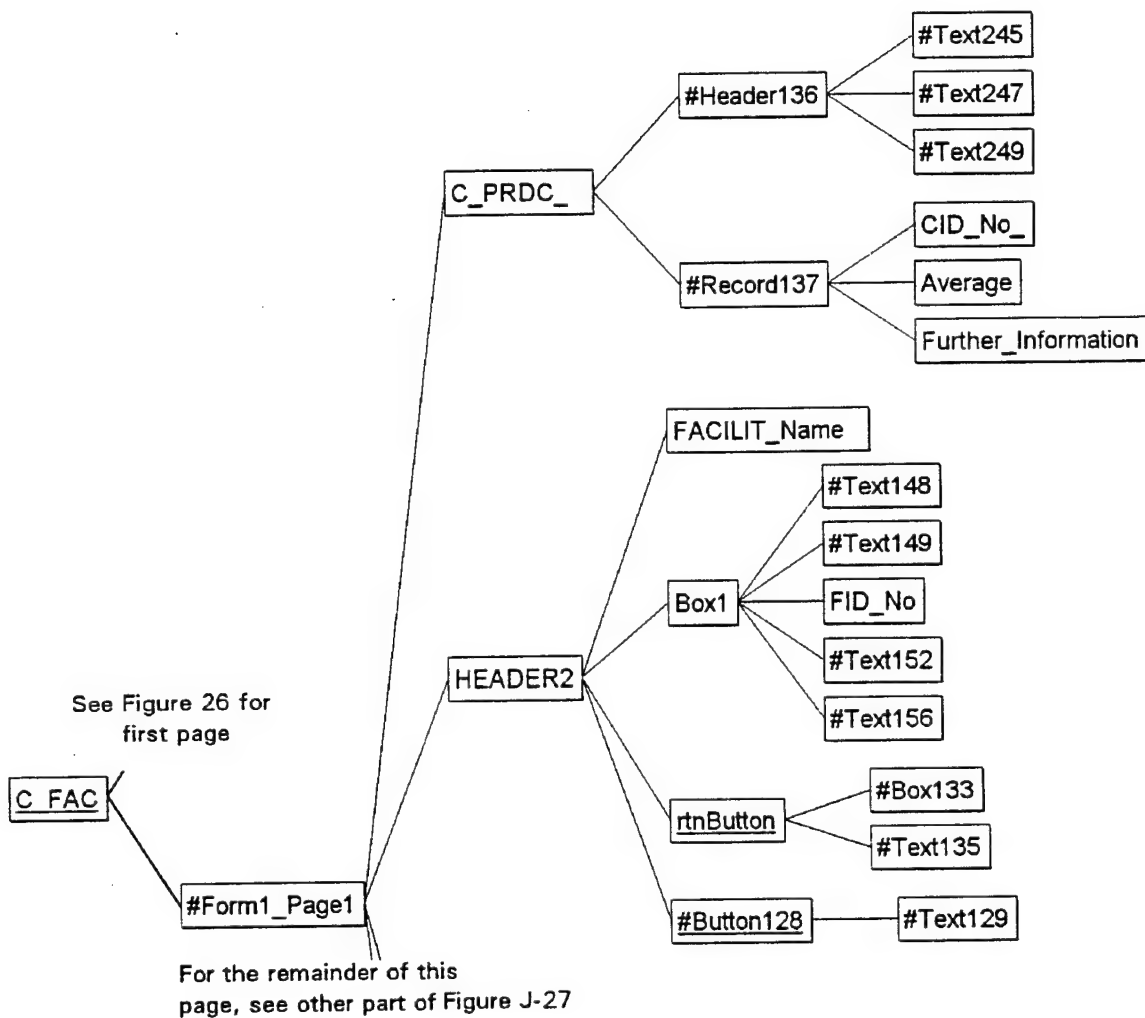 #Text245
#Header136
#Text247
#Text249
C_PRDC_
CID_No_
#Record137
Average
Further_Information
FACILIT_Name
#Text148
#Text149
Box1
FID_No
#Text152
HEADER2
#Text156
See Figure 26 for
first page
C_FAC
rtnButton
#Box133
#Text135
#Form1_Page1
#Button128
#Text129
For the remainder of this
page, see other part of Figure J-27